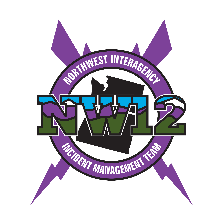 NORTHWEST INTERAGENCY
NW12
INCIDENT MANAGEMENT TEAM